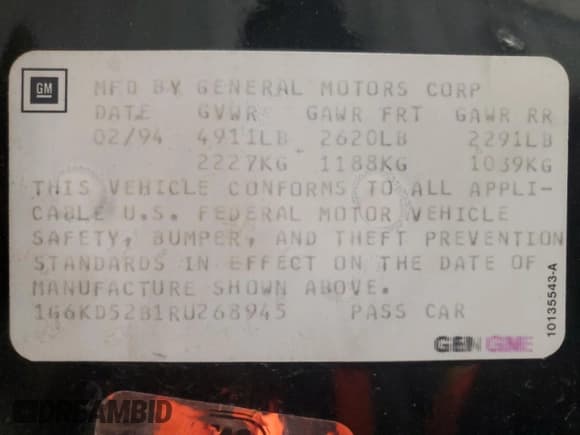 GM
MFD BY GENERAL MOTORS CORP
DATE GVWR GAWR FRT GAWR RR
02/94 4911LB 2620LB 2291LB
2227KG 1188KG 1039KG
THIS VEHICLE CONFORMS TO ALL APPLI-
CABLE U.S. FEDERAL MOTOR VEHICLE
SAFETY, BUMPER, AND THEFT PREVENTION
STANDARDS IN EFFECT ON THE DATE OF
MANUFACTURE SHOWN ABOVE.
1G6KD52B1RU268945 PASS CAR
10135543-A
DREAMBID